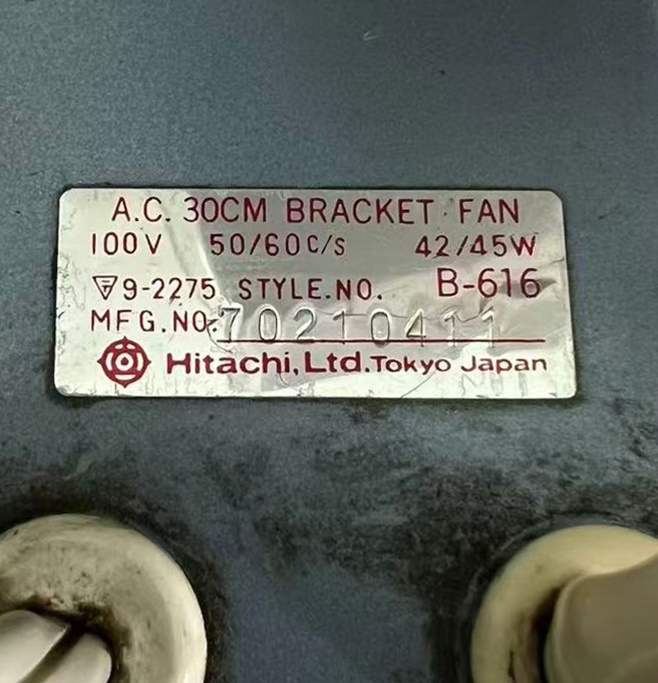 A.C. 30CM BRACKET FAN
100V 50/60C/S 42/45W
9-2275 STYLE.NO. B-616
MFG.NO. 70210411
Hitachi, Ltd. Tokyo Japan